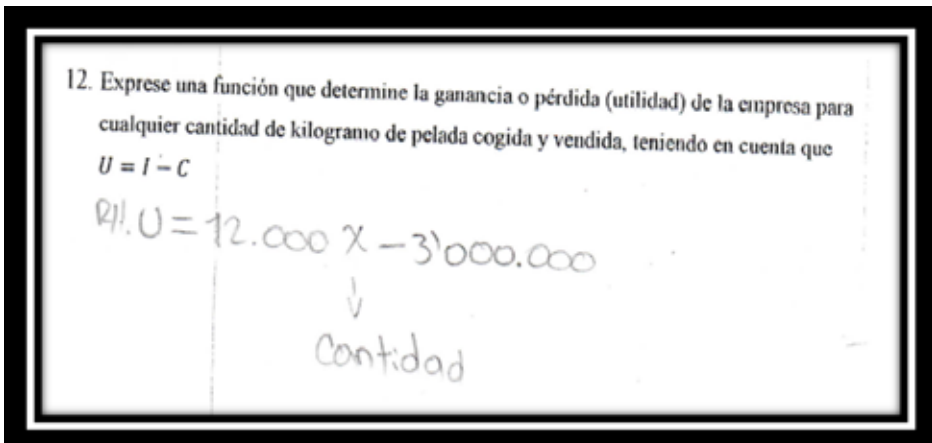 12. Exprese una función que determine la ganancia o pérdida (utilidad) de la empresa para
cualquier cantidad de kilogramo de pelada cogida y vendida, teniendo en cuenta que
U = I - C
R//. U = 12.000 X - 3'000.000
Cantidad